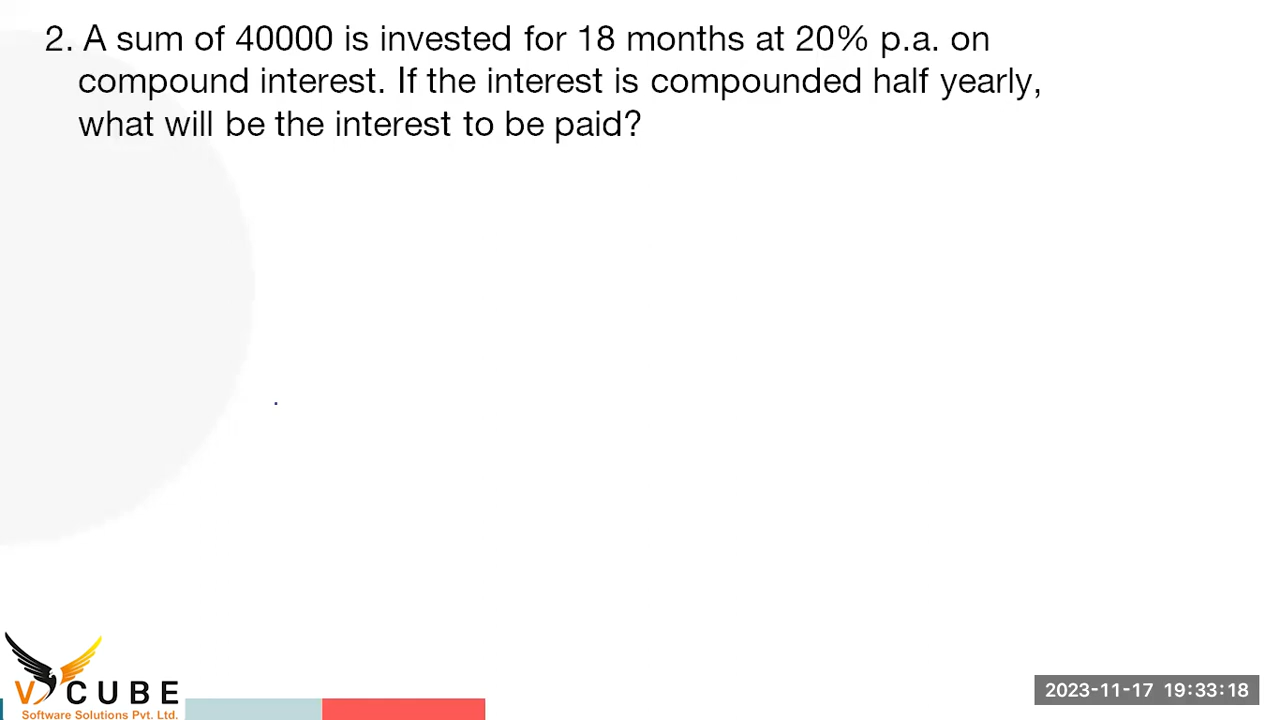 2. A sum of 40000 is invested for 18 months at 20% p.a. on
compound interest. If the interest is compounded half yearly,
what will be the interest to be paid?
V CUBE
Software Solutions Pvt. Ltd.
2023-11-17 19:33:18